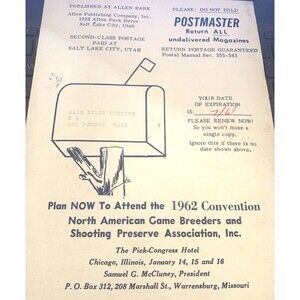 PUBLISHED AT ALLEN PARK
Allen Publishing Company, Inc.
1328 Allen Park Drive
Salt Lake City, Utah
SECOND-CLASS POSTAGE
PAID AT
SALT LAKE CITY, UTAH
PLEASE: DO NOT FOLD
POSTMASTER
Return ALL
undelivered Magazines
RETURN POSTAGE GUARANTEED
Postal Manual Sec. 355-343
YOUR DATE
OF EXPIRATION
IS:
PLEASE RENEW NOW!
So you won't miss a
single copy.
Ignore this if there is no
date shown above.
Plan NOW To Attend the 1962 Convention
North American Game Breeders and
Shooting Preserve Association, Inc.
The Pick-Congress Hotel
Chicago, Illinois, January 14, 15 and 16
Samuel G. McCluney, President
P. O. Box 312, 208 Marshall St., Warrensburg, Missouri